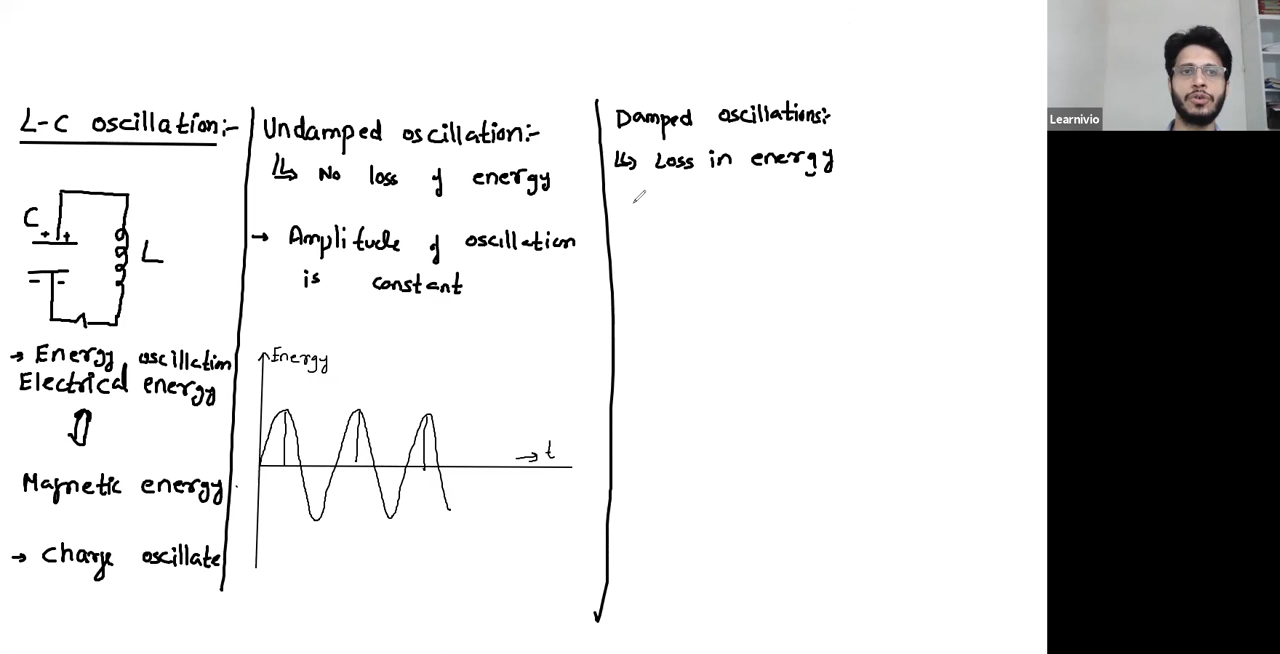 L-C oscillation:-
C
+ +
L
- -
→ Energy oscillation
Electrical energy
⇕
Magnetic energy
→ Charge oscillate
Undamped oscillation:-
↳ No loss of energy
→ Amplitude of oscillation
is constant
Energy
→ t
Damped oscillations:-
↳ Loss in energy
Learnivio